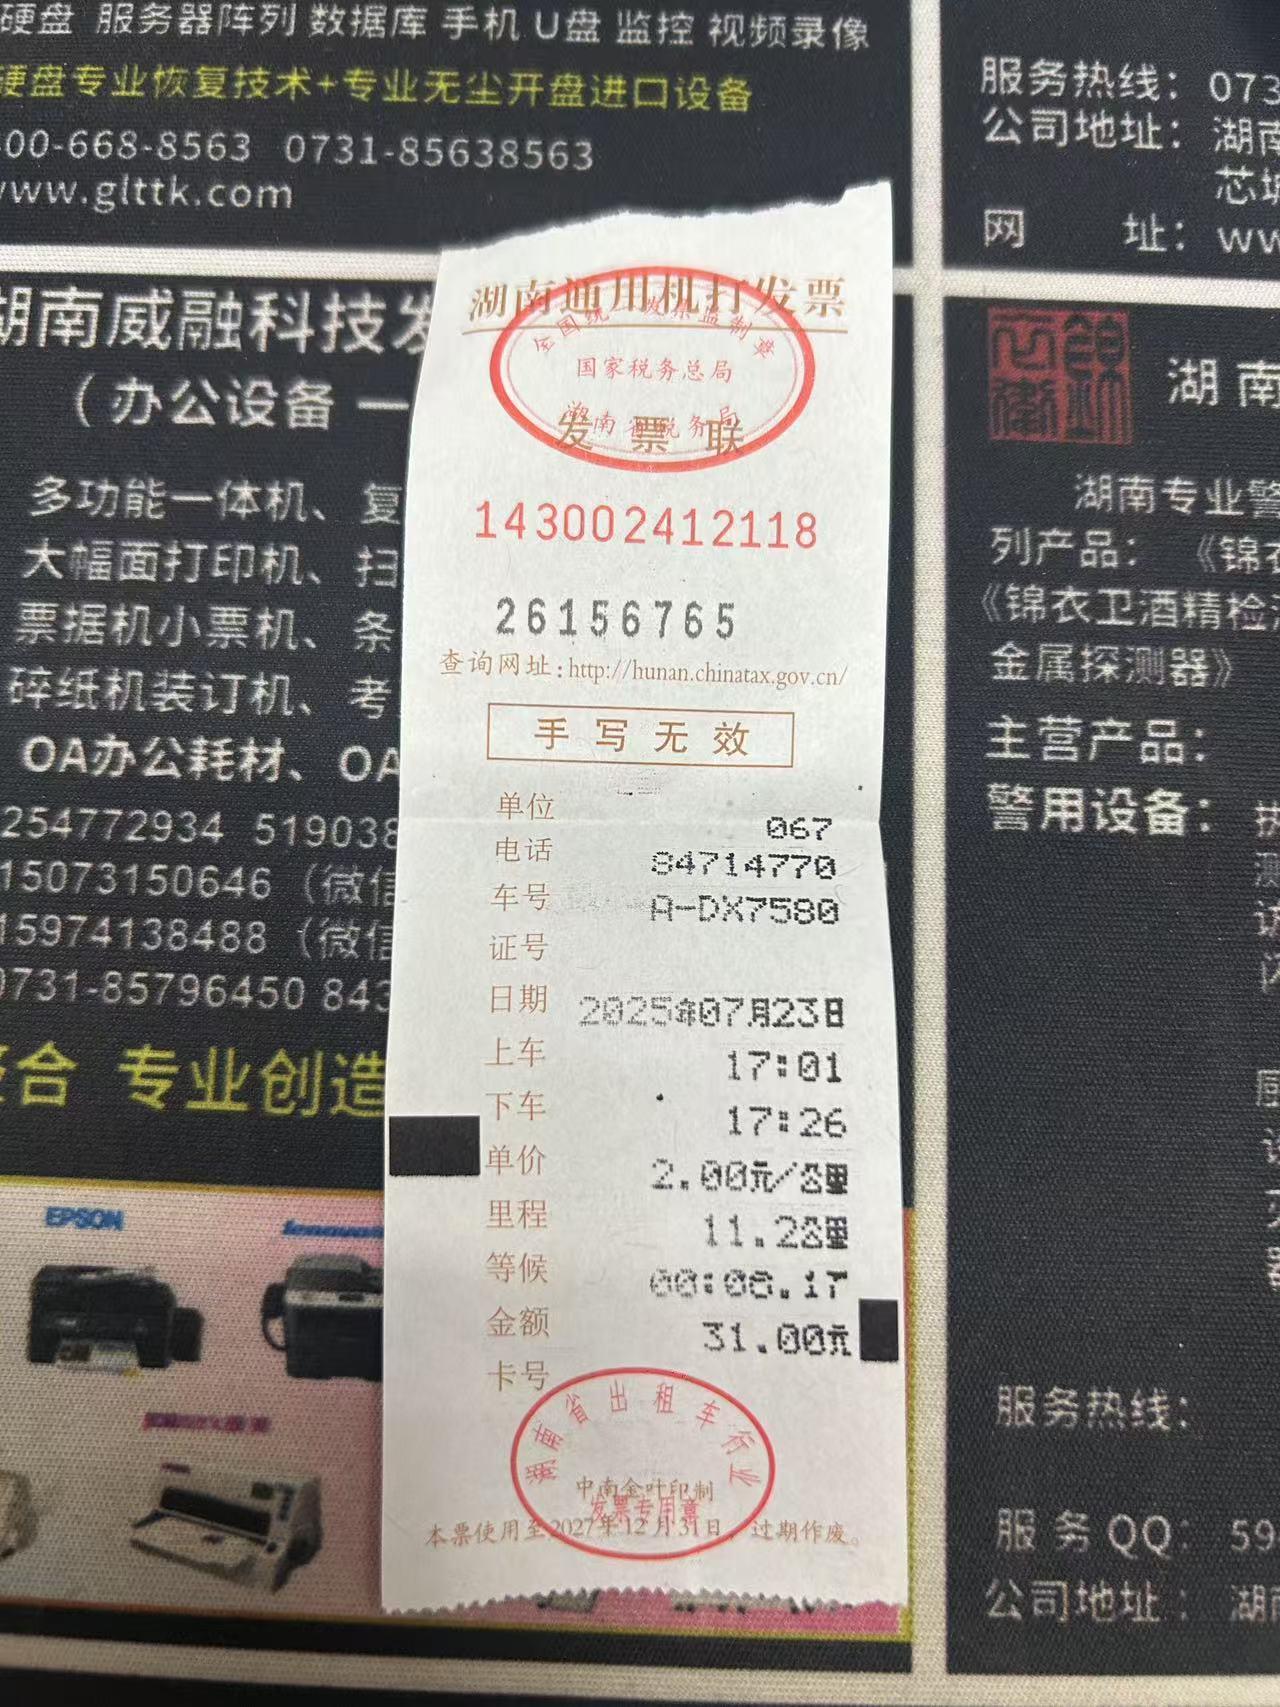 硬盘 服务器阵列 数据库 手机 U盘 监控 视频录像
硬盘专业恢复技术+专业无尘开盘进口设备
00-668-8563 0731-85638563
www.glttk.com
湖南威融科技发
（办公设备 一
多功能一体机、复
大幅面打印机、扫
票据机小票机、条
碎纸机装订机、考
OA办公耗材、OA
254772934 519038
15073150646（微信
15974138488（微信
0731-85796450 843
整合 专业创造
EPSON
lenovo
湖南通用机打发票
全国统一发票监制章
国家税务总局
湖南省税务局
发票联
143002412118
26156765
查询网址:http://hunan.chinatax.gov.cn/
手写无效
单位 067
电话 84714770
车号 A-DX7580
证号
日期 2025年07月23日
上车 17:01
下车 17:26
单价 2.00元/公里
里程 11.2公里
等候 00:06.17
金额 31.00元
卡号
湖南省出租车行业
中南金叶印制
发票专用章
本票使用至2027年12月31日，过期作废。
服务热线：073
公司地址：湖南
芯城
网 址：ww
湖南
湖南专业警
列产品：《锦衣
《锦衣卫酒精检测
金属探测器》
主营产品：
警用设备：
服务热线：
服务QQ：59
公司地址：湖南